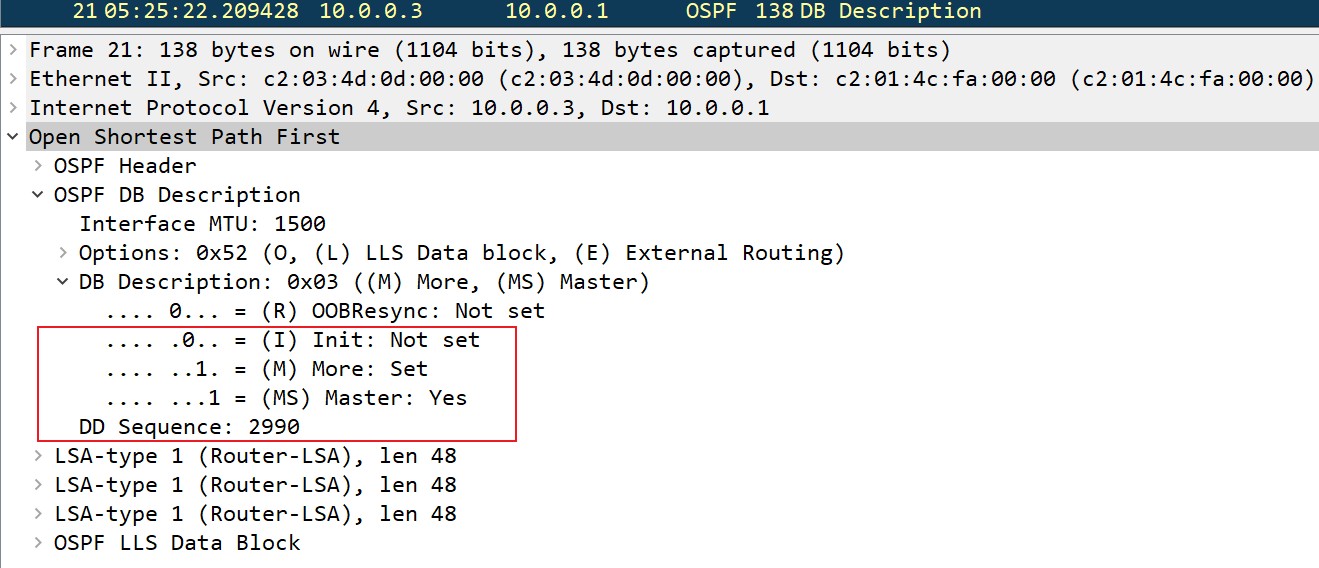 21 05:25:22.209428 10.0.0.3 10.0.0.1 OSPF 138 DB Description
Frame 21: 138 bytes on wire (1104 bits), 138 bytes captured (1104 bits)
Ethernet II, Src: c2:03:4d:0d:00:00 (c2:03:4d:0d:00:00), Dst: c2:01:4c:fa:00:00 (c2:01:4c:fa:00:00)
Internet Protocol Version 4, Src: 10.0.0.3, Dst: 10.0.0.1
Open Shortest Path First
OSPF Header
OSPF DB Description
Interface MTU: 1500
Options: 0x52 (O, (L) LLS Data block, (E) External Routing)
DB Description: 0x03 ((M) More, (MS) Master)
.... 0... = (R) OOBResync: Not set
.... .0.. = (I) Init: Not set
.... ..1. = (M) More: Set
.... ...1 = (MS) Master: Yes
DD Sequence: 2990
LSA-type 1 (Router-LSA), len 48
LSA-type 1 (Router-LSA), len 48
LSA-type 1 (Router-LSA), len 48
OSPF LLS Data Block